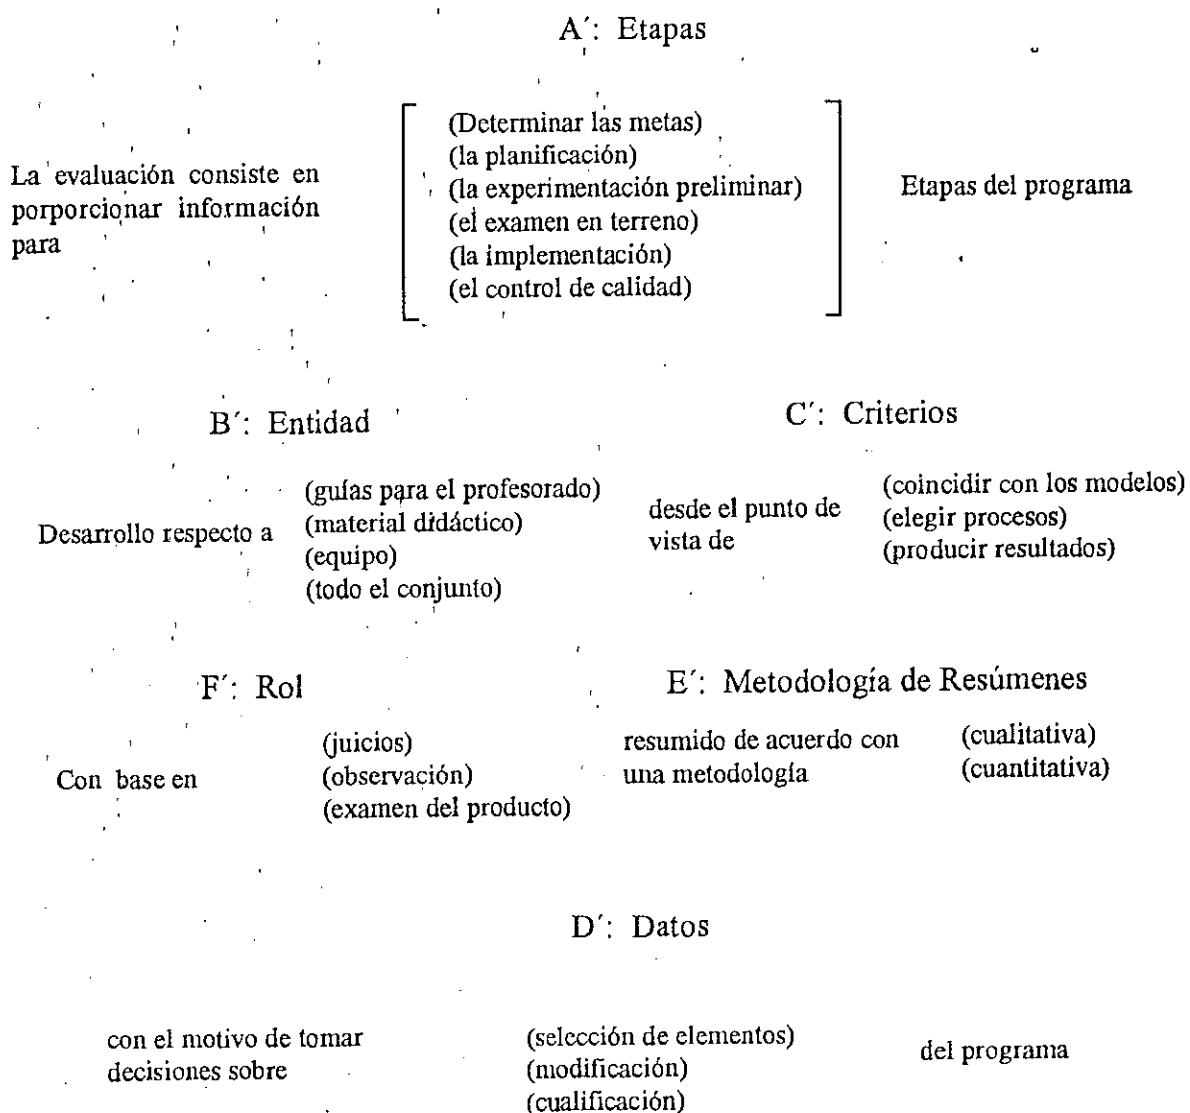 A´: Etapas
La evaluación consiste en
porporcionar información
para
(Determinar las metas)
(la planificación)
(la experimentación preliminar)
(el examen en terreno)
(la implementación)
(el control de calidad)
Etapas del programa
B´: Entidad
Desarrollo respecto a
(guías para el profesorado)
(material didáctico)
(equipo)
(todo el conjunto)
C´: Criterios
desde el punto de
vista de
(coincidir con los modelos)
(elegir procesos)
(producir resultados)
F´: Rol
Con base en
(juicios)
(observación)
(examen del producto)
E´: Metodología de Resúmenes
resumido de acuerdo con
una metodología
(cualitativa)
(cuantitativa)
D´: Datos
con el motivo de tomar
decisiones sobre
(selección de elementos)
(modificación)
(cualificación)
del programa